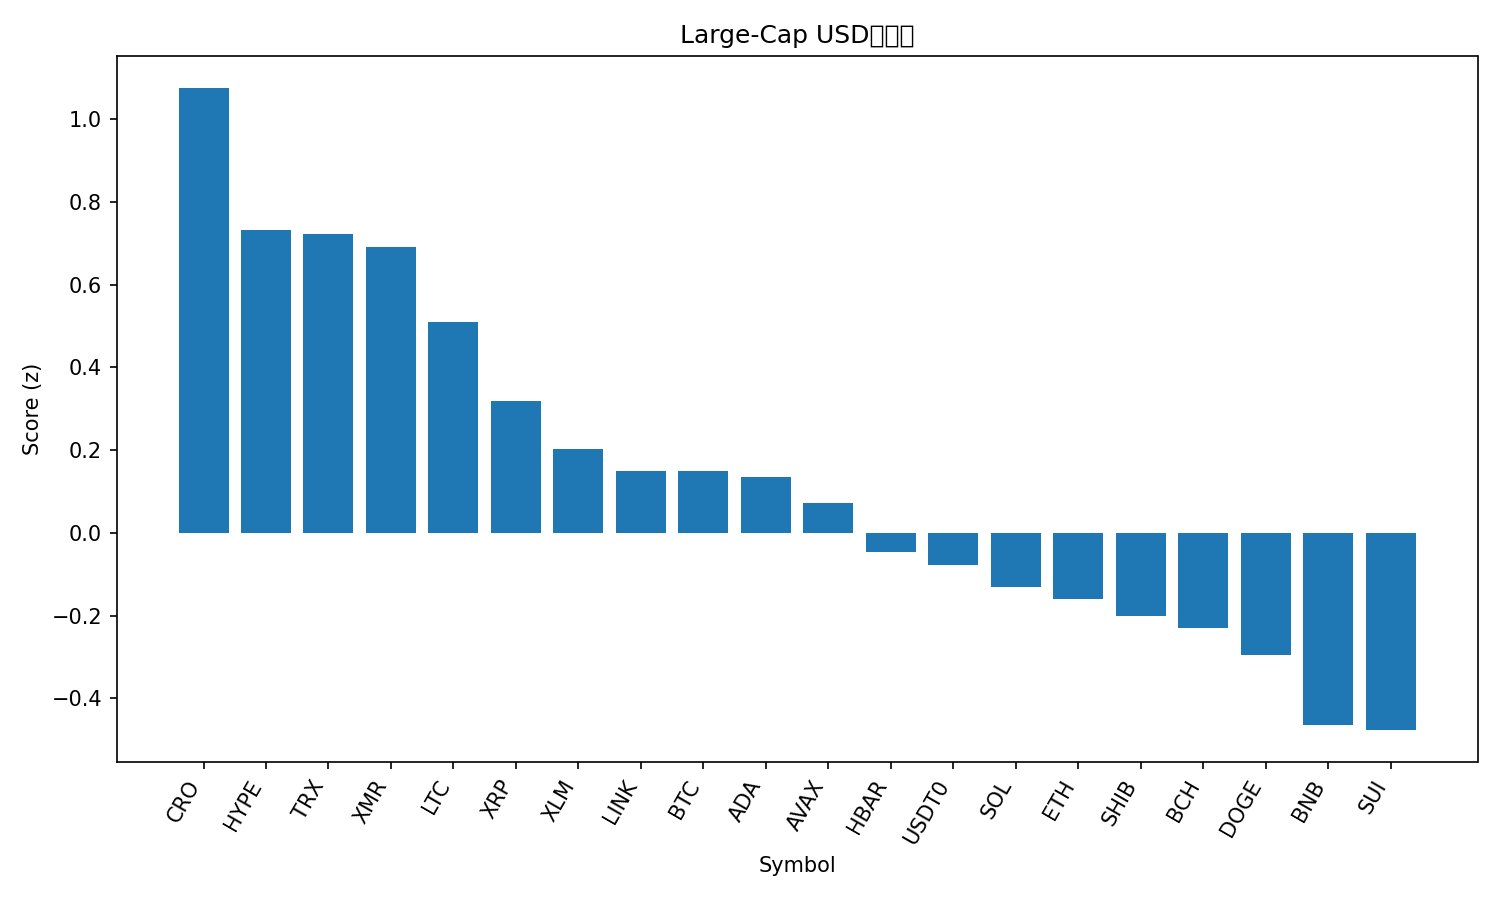 Large-Cap USD
1.0
0.8
0.6
0.4
0.2
0.0
−0.2
−0.4
Score (z)
CRO
HYPE
TRX
XMR
LTC
XRP
XLM
LINK
BTC
ADA
AVAX
HBAR
USDT0
SOL
ETH
SHIB
BCH
DOGE
BNB
SUI
Symbol